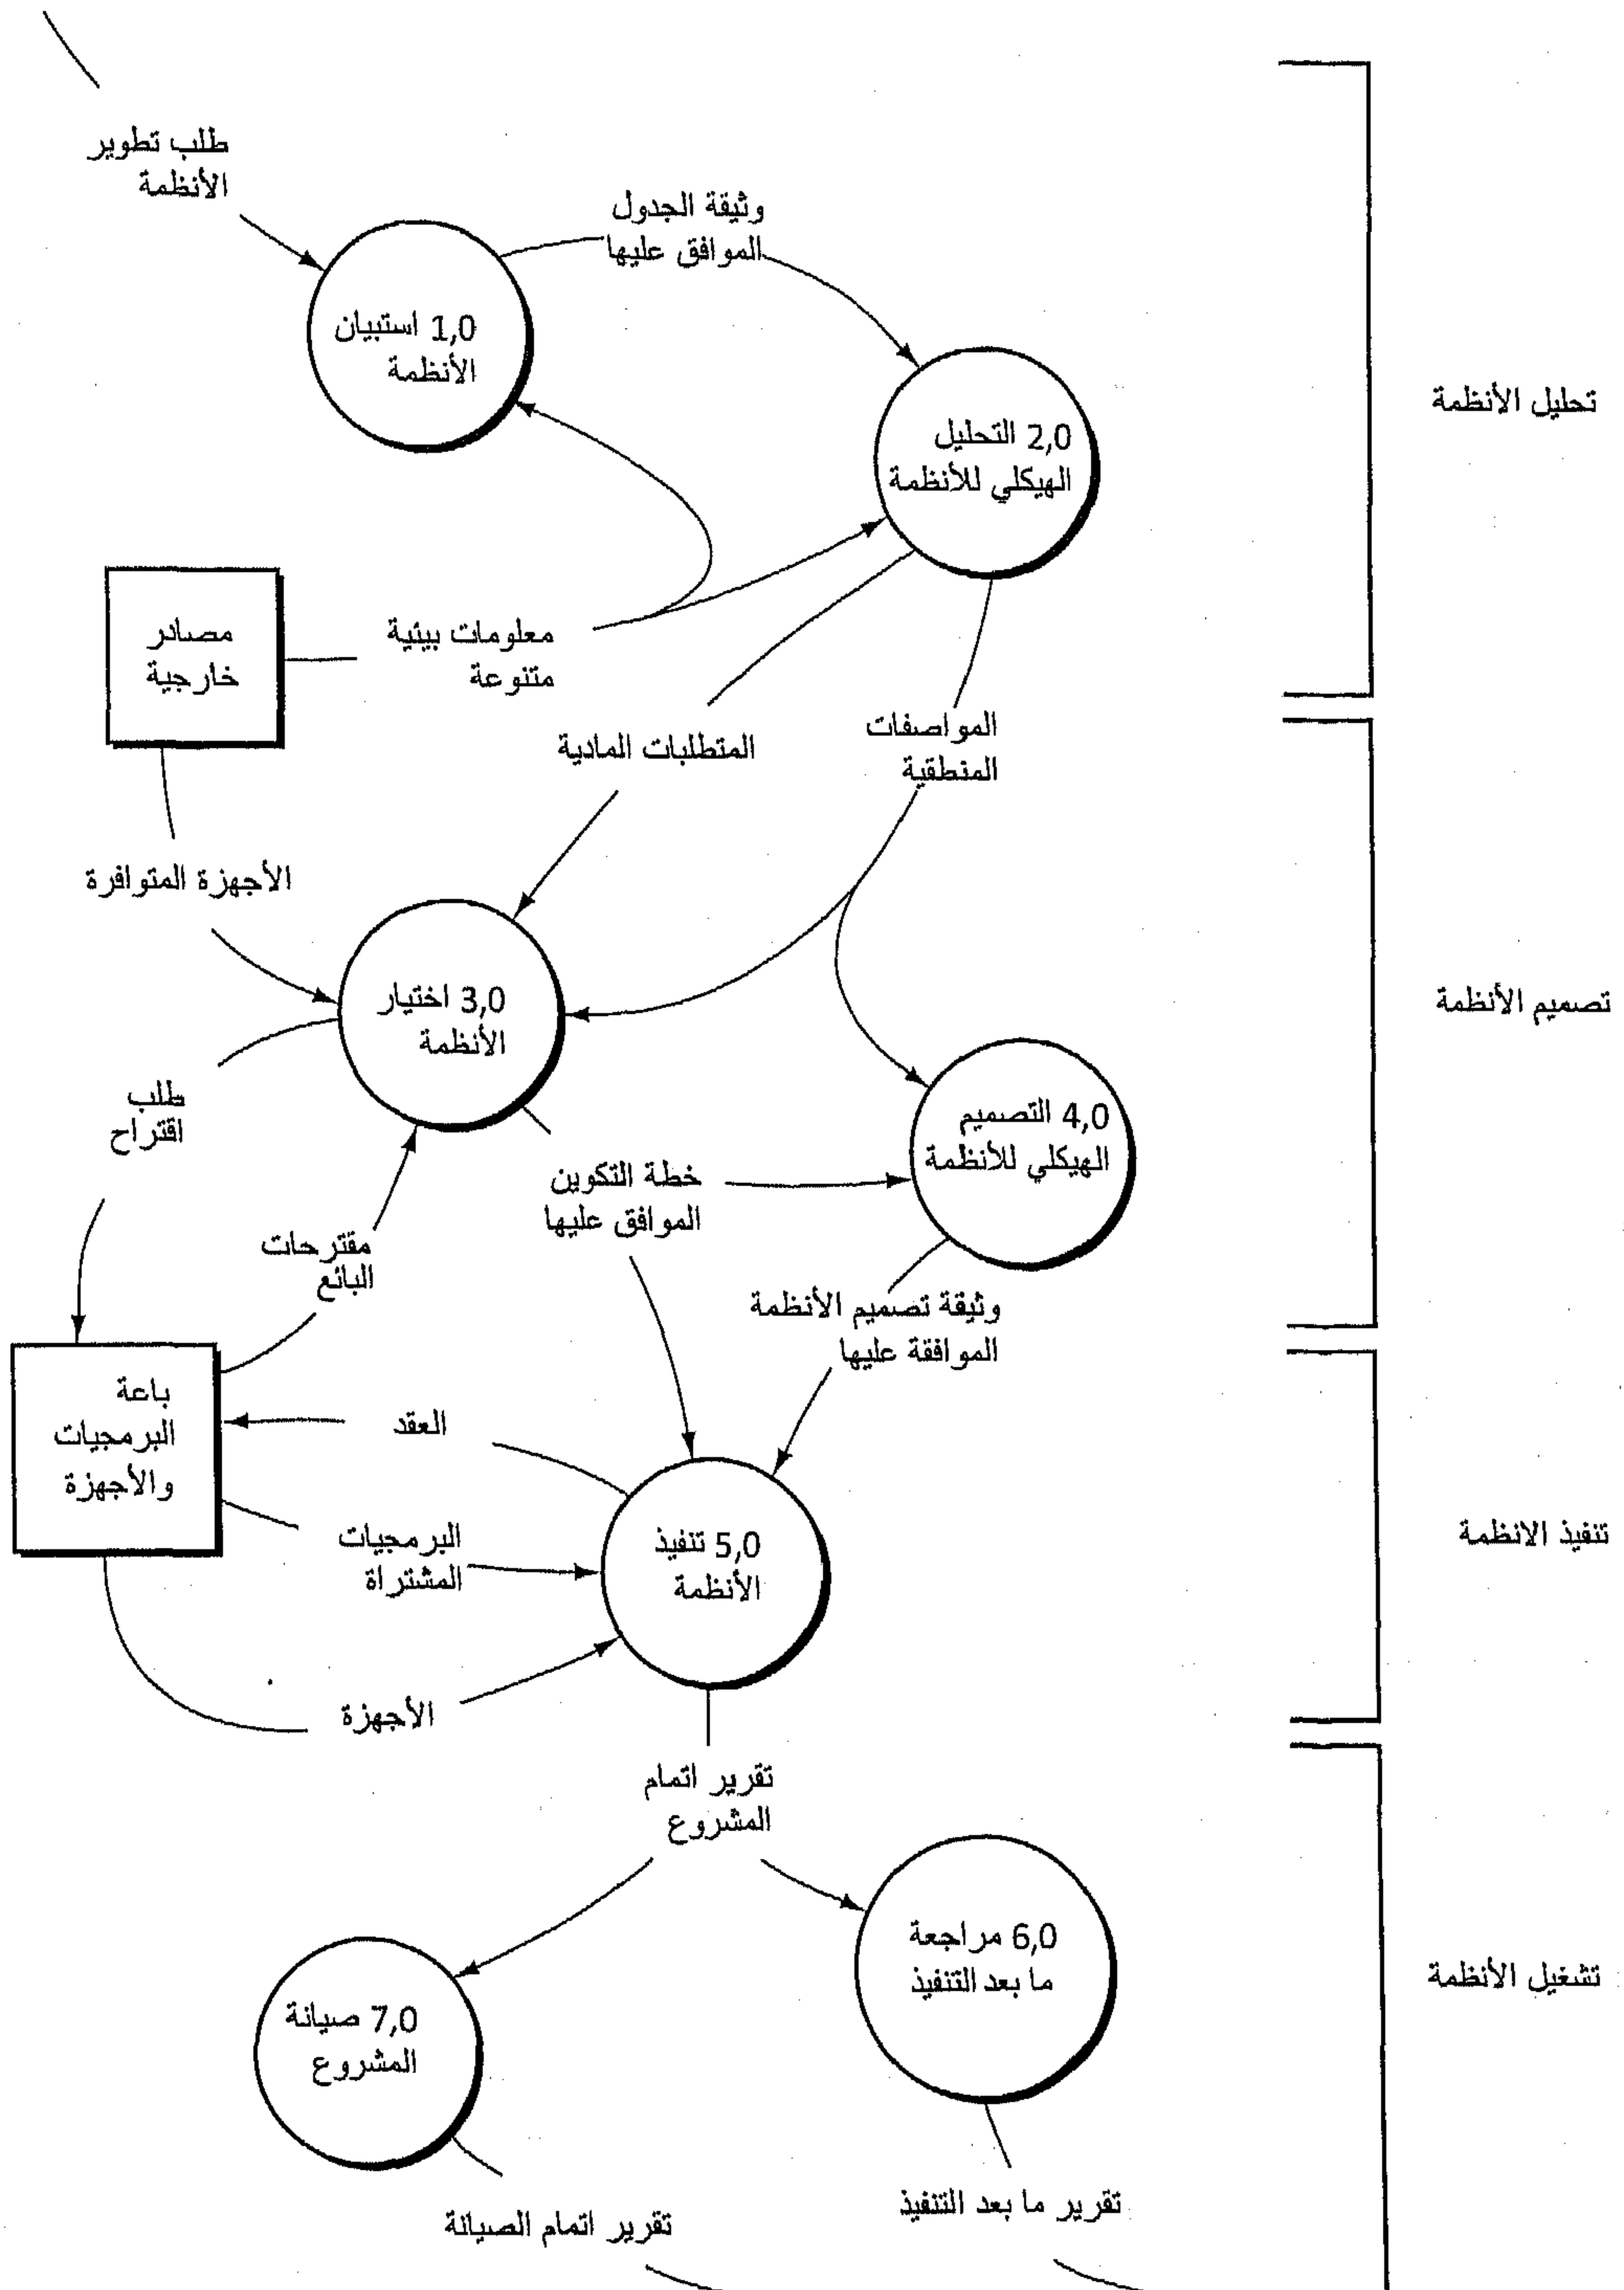 طلب تطوير
الأنظمة
وثيقة الجدول
الموافق عليها
1,0 استبيان
الأنظمة
2,0 التحليل
الهيكلي للأنظمة
تحليل الأنظمة
مصادر
خارجية
معلومات بيئية
متنوعة
المتطلبات المادية
المواصفات
المنطقية
الأجهزة المتوافرة
3,0 اختيار
الأنظمة
تصميم الأنظمة
طلب
اقتراح
4,0 التصميم
الهيكلي للأنظمة
خطة التكوين
الموافق عليها
مقترحات
البائع
وثيقة تصميم الأنظمة
الموافقة عليها
باعة
البرمجيات
والأجهزة
العقد
البرمجيات
المشتراة
5,0 تنفيذ
الأنظمة
تنفيذ الانظمة
الأجهزة
تقرير اتمام
المشروع
6,0 مراجعة
ما بعد التنفيذ
تشغيل الأنظمة
7,0 صيانة
المشروع
تقرير ما بعد التنفيذ
تقرير اتمام الصيانة